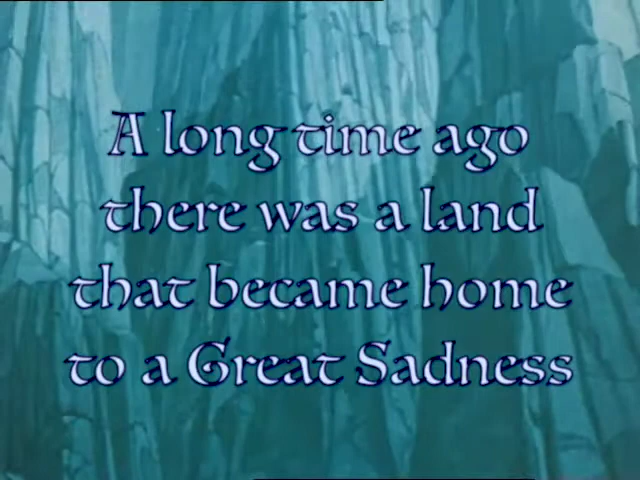 A long time ago
there was a land
that became home
to a Great Sadness